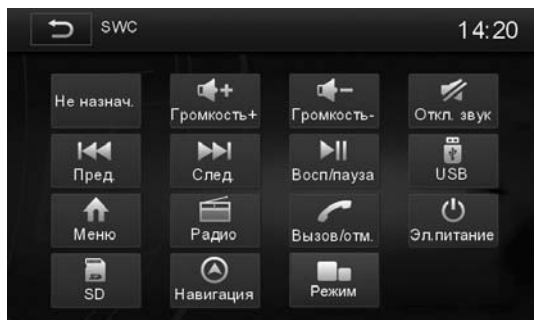 SWC 14:20
Не назнач. Громкость+ Громкость- Откл. звук
Пред. След. Восп/пауза USB
Меню Радио Вызов/отм. Эл.питание
SD Навигация Режим